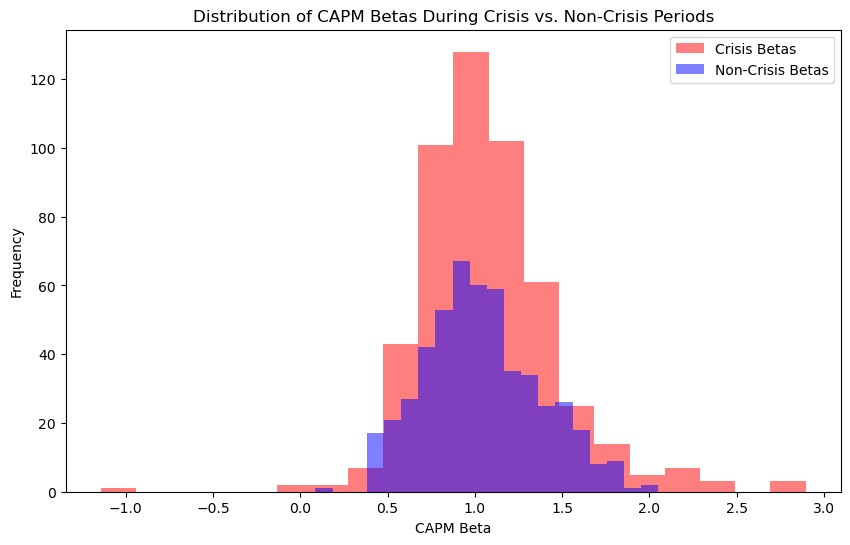 Distribution of CAPM Betas During Crisis vs. Non-Crisis Periods
Crisis Betas
Non-Crisis Betas
Frequency
120
100
80
60
40
20
0
−1.0 −0.5 0.0 0.5 1.0 1.5 2.0 2.5 3.0
CAPM Beta